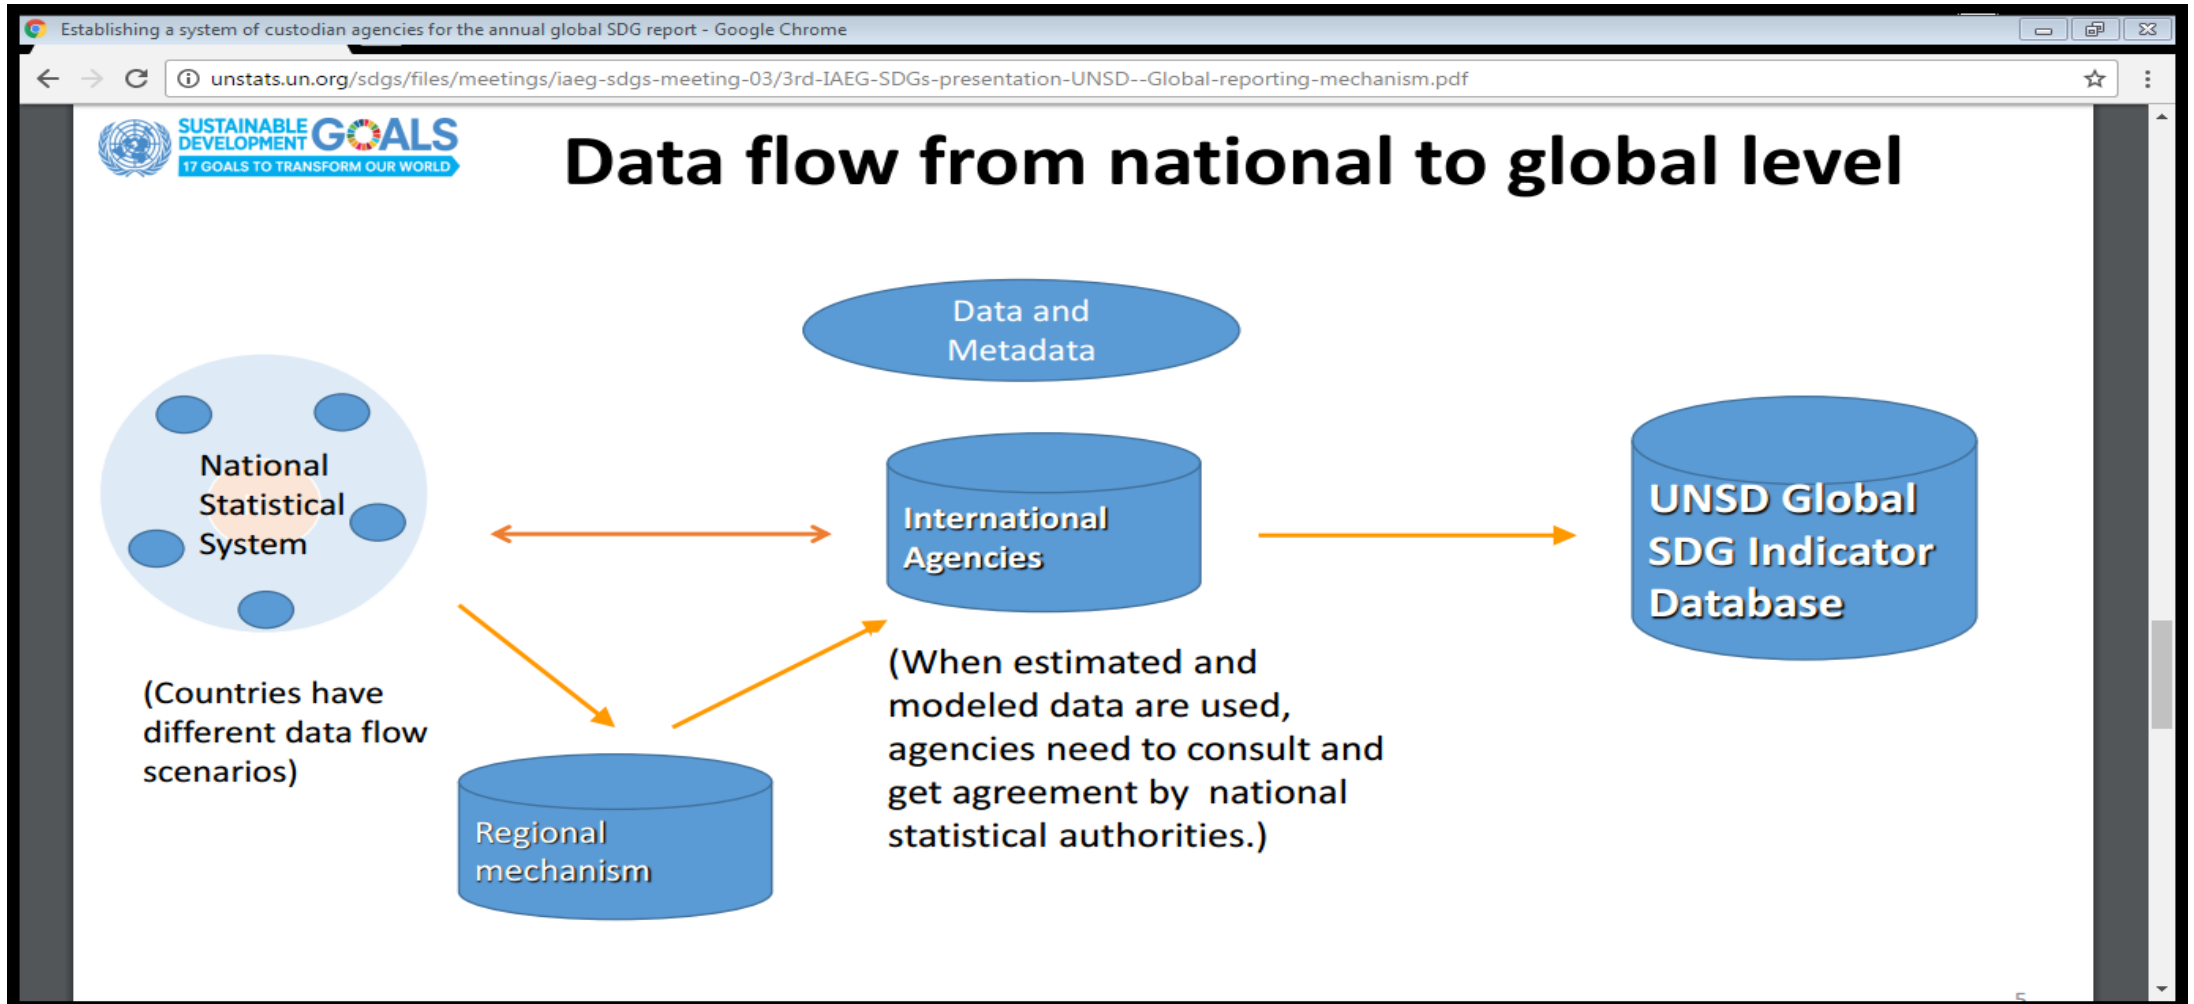 Establishing a system of custodian agencies for the annual global SDG report - Google Chrome
unstats.un.org/sdgs/files/meetings/iaeg-sdgs-meeting-03/3rd-IAEG-SDGs-presentation-UNSD--Global-reporting-mechanism.pdf
SUSTAINABLE
DEVELOPMENT GOALS
17 GOALS TO TRANSFORM OUR WORLD
Data flow from national to global level
Data and
Metadata
National
Statistical
System
International
Agencies
UNSD Global
SDG Indicator
Database
(Countries have
different data flow
scenarios)
(When estimated and
modeled data are used,
agencies need to consult and
get agreement by national
statistical authorities.)
Regional
mechanism